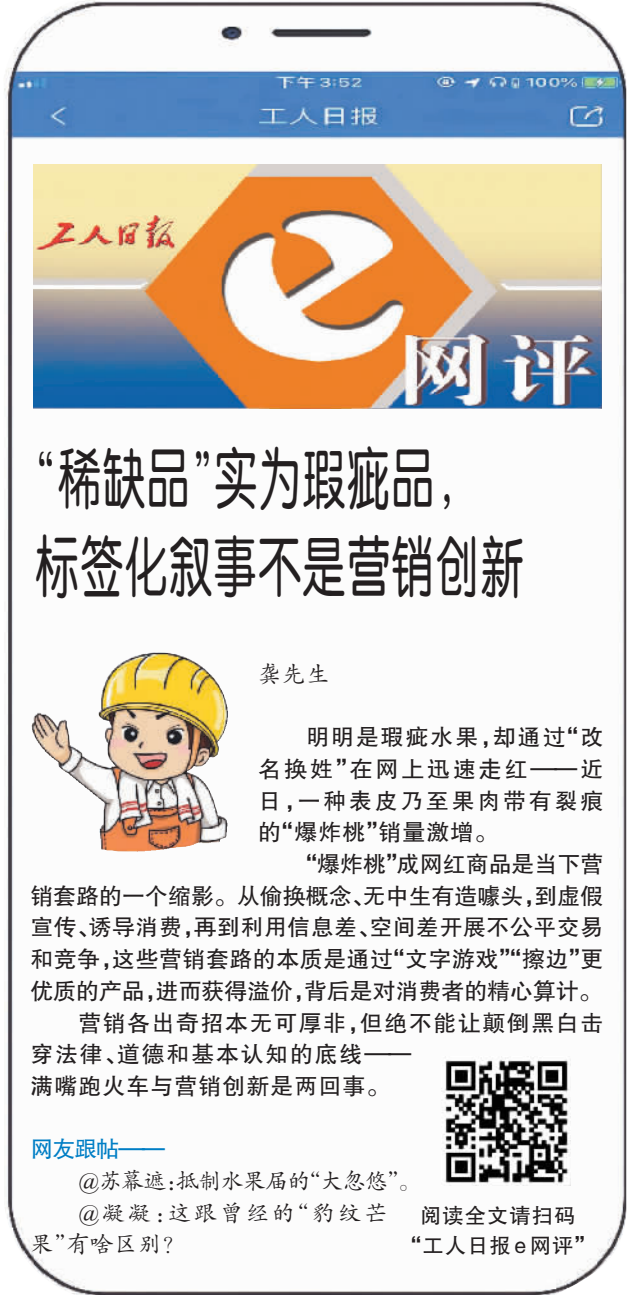 下午3:52
100%
工人日报
工人日报
e
网评
“稀缺品”实为瑕疵品，
标签化叙事不是营销创新
龚先生
明明是瑕疵水果，却通过“改
名换姓”在网上迅速走红——近
日，一种表皮乃至果肉带有裂痕
的“爆炸桃”销量激增。
“爆炸桃”成网红商品是当下营
销套路的一个缩影。从偷换概念、无中生有造噱头，到虚假
宣传、诱导消费，再到利用信息差、空间差开展不公平交易
和竞争，这些营销套路的本质是通过“文字游戏”“擦边”更
优质的产品，进而获得溢价，背后是对消费者的精心算计。
营销各出奇招本无可厚非，但绝不能让颠倒黑白击
穿法律、道德和基本认知的底线——
满嘴跑火车与营销创新是两回事。
网友跟帖——
@苏幕遮：抵制水果届的“大忽悠”。
@凝凝：这跟曾经的“豹纹芒
果”有啥区别？
阅读全文请扫码
“工人日报e网评”